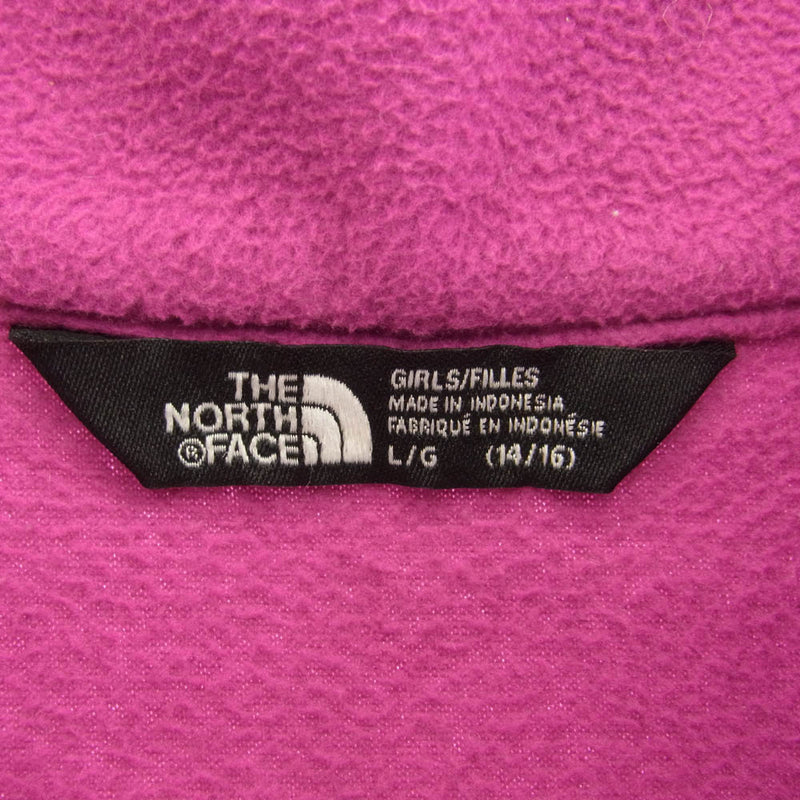 THE
NORTH
®FACE
GIRLS/FILLES
MADE IN INDONESIA
FABRIQUÉ EN INDONÉSIE
L/G (14/16)